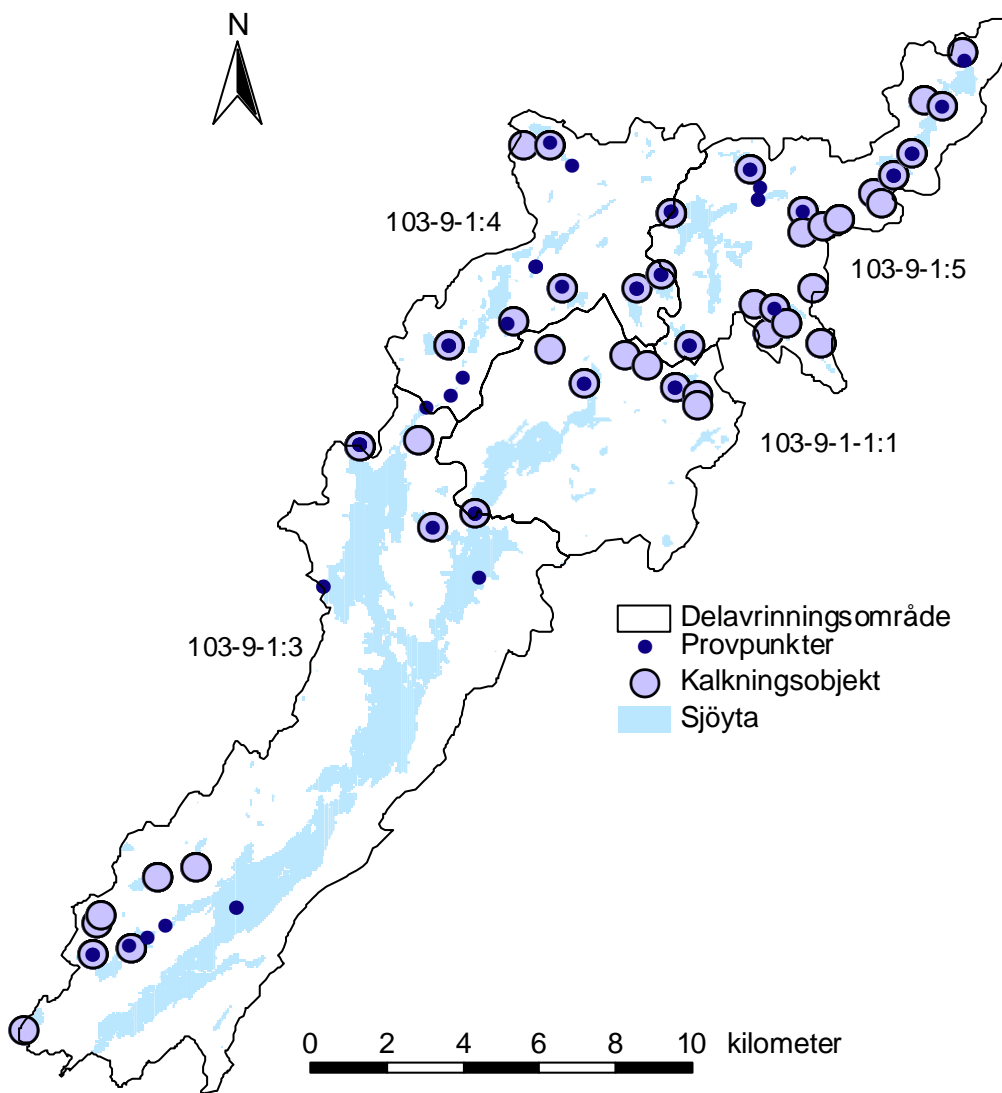 N
103-9-1:4
103-9-1:5
103-9-1-1:1
103-9-1:3
Delavrinningsområde
Provpunkter
Kalkningsobjekt
Sjöyta
0 2 4 6 8 10 kilometer